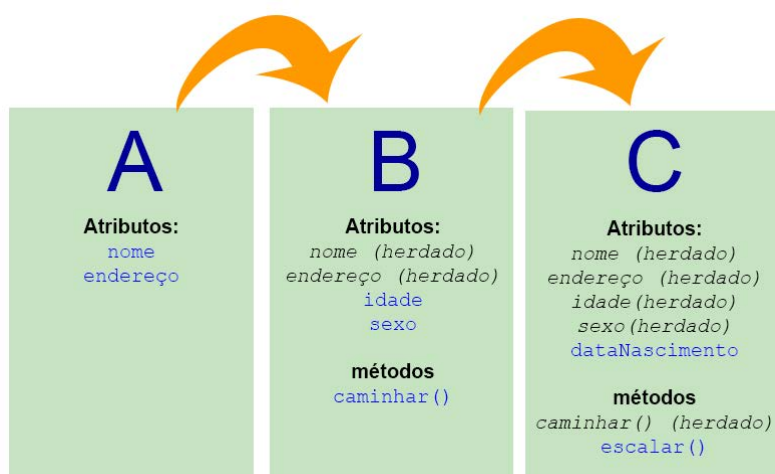 A
Atributos:
nome
endereço
B
Atributos:
nome (herdado)
endereço (herdado)
idade
sexo
métodos
caminhar()
C
Atributos:
nome (herdado)
endereço (herdado)
idade(herdado)
sexo(herdado)
dataNascimento
métodos
caminhar() (herdado)
escalar()